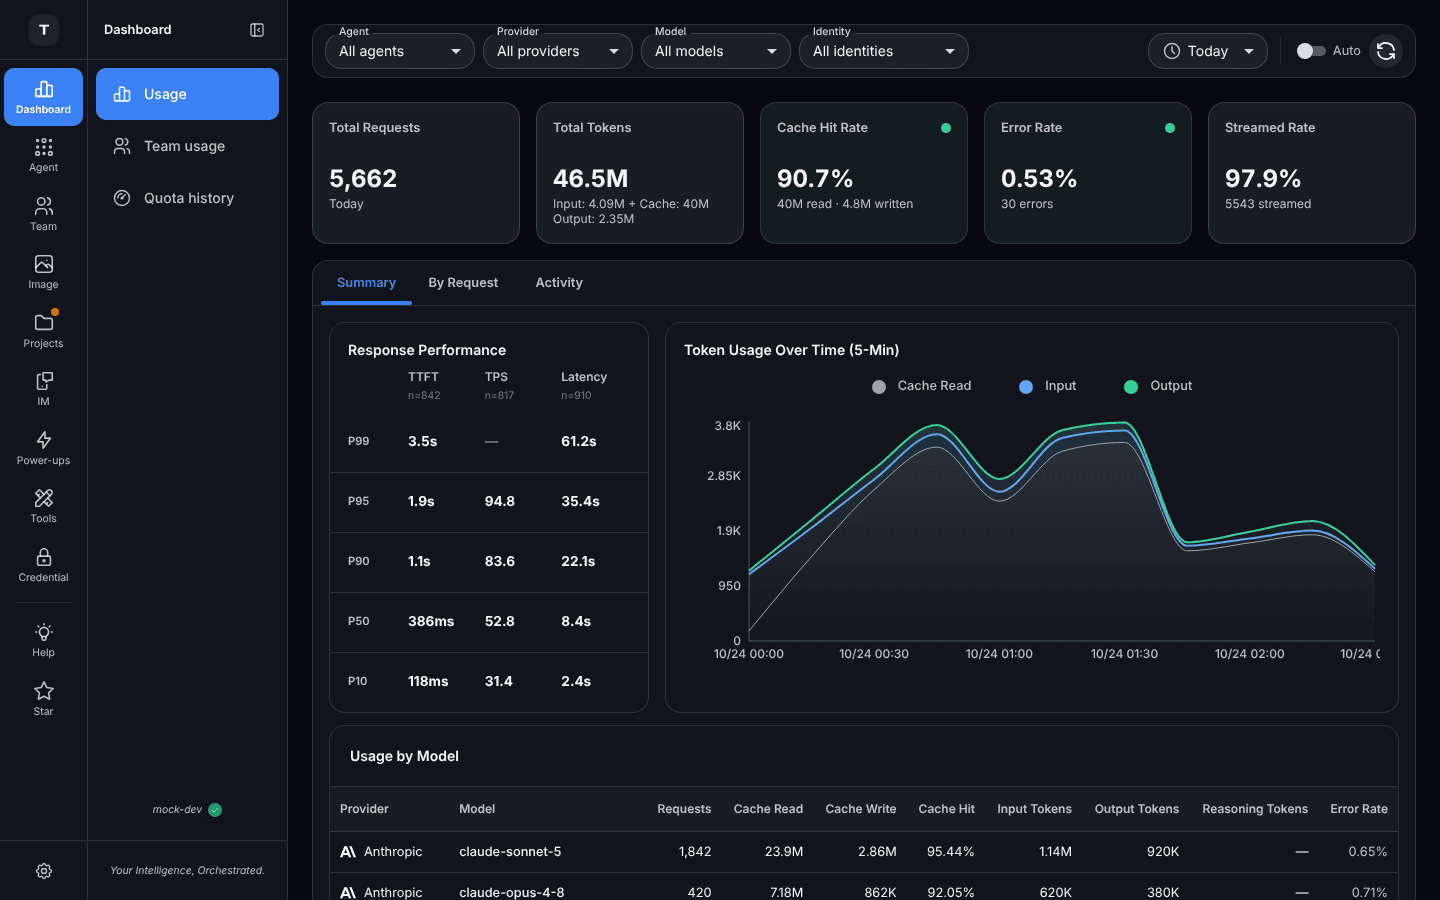 T
Dashboard
Dashboard
Agent
Team
Image
Projects
IM
Power-ups
Tools
Credential
Help
Star
Usage
Team usage
Quota history
mock-dev
Your Intelligence, Orchestrated.
Agent
All agents
Provider
All providers
Model
All models
Identity
All identities
Today
Auto
Total Requests
5,662
Today
Total Tokens
46.5M
Input: 4.09M + Cache: 40M
Output: 2.35M
Cache Hit Rate
90.7%
40M read · 4.8M written
Error Rate
0.53%
30 errors
Streamed Rate
97.9%
5543 streamed
Summary By Request Activity
Response Performance
TTFT TPS Latency
n=842 n=817 n=910
P99 3.5s — 61.2s
P95 1.9s 94.8 35.4s
P90 1.1s 83.6 22.1s
P50 386ms 52.8 8.4s
P10 118ms 31.4 2.4s
Token Usage Over Time (5-Min)
Cache Read Input Output
3.8K
2.85K
1.9K
950
0
10/24 00:00 10/24 00:30 10/24 01:00 10/24 01:30 10/24 02:00 10/24
Usage by Model
Provider Model Requests Cache Read Cache Write Cache Hit Input Tokens Output Tokens Reasoning Tokens Error Rate
Anthropic claude-sonnet-5 1,842 23.9M 2.86M 95.44% 1.14M 920K — 0.65%
Anthropic claude-opus-4-8 420 7.18M 862K 92.05% 620K 380K — 0.71%